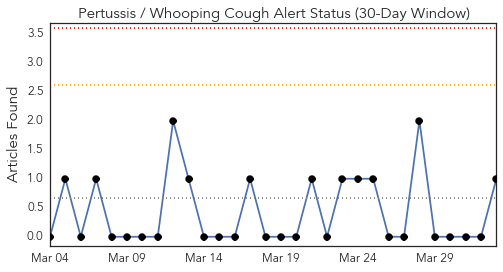 Pertussis / Whooping Cough Alert Status (30-Day Window)
Articles Found
3.5
3.0
2.5
2.0
1.5
1.0
0.5
0.0
Mar 04 Mar 09 Mar 14 Mar 19 Mar 24 Mar 29